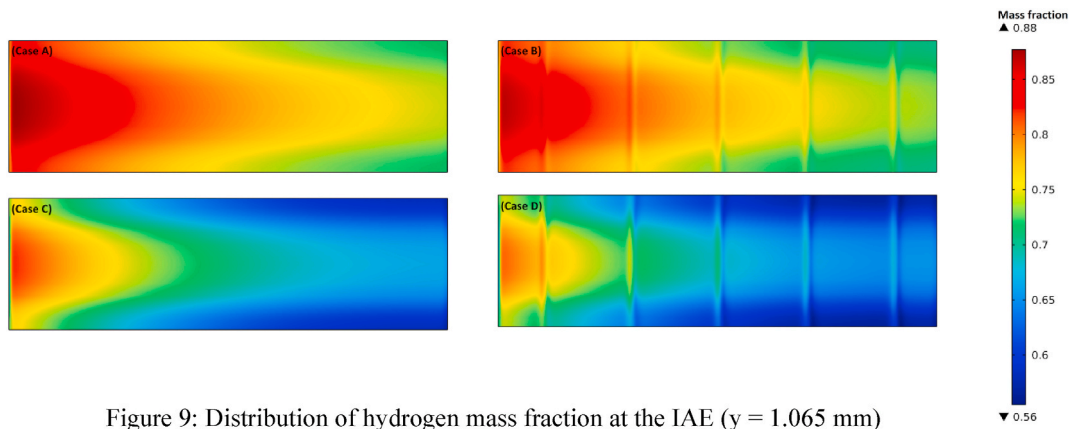 Mass fraction
▲ 0.88
(Case A)
(Case B)
0.85
0.8
0.75
0.7
0.65
0.6
▼ 0.56
(Case C)
(Case D)
Figure 9: Distribution of hydrogen mass fraction at the IAE (y = 1.065 mm)